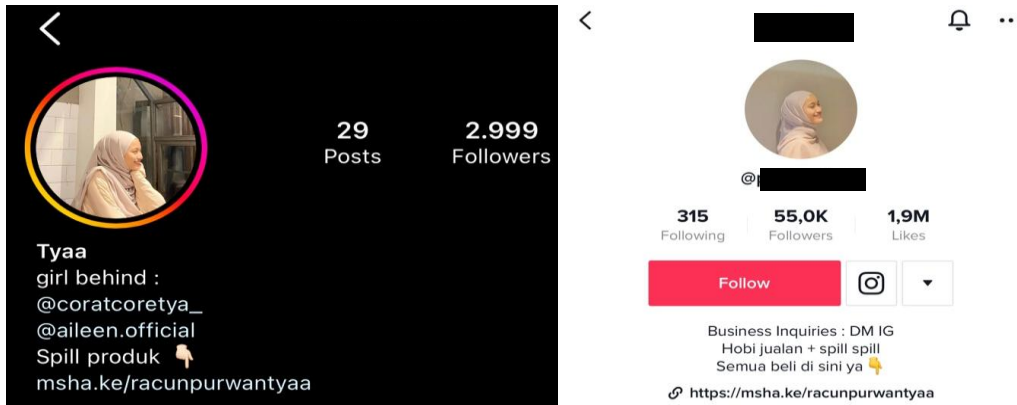 29
Posts
2.999
Followers
Tyaa
girl behind :
@coratcoretya_
@aileen.official
Spill produk 👇🏻
msha.ke/racunpurwantyaa
315
Following
55,0K
Followers
1,9M
Likes
Follow
Business Inquiries : DM IG
Hobi jualan + spill spill
Semua beli di sini ya 👇
https://msha.ke/racunpurwantyaa